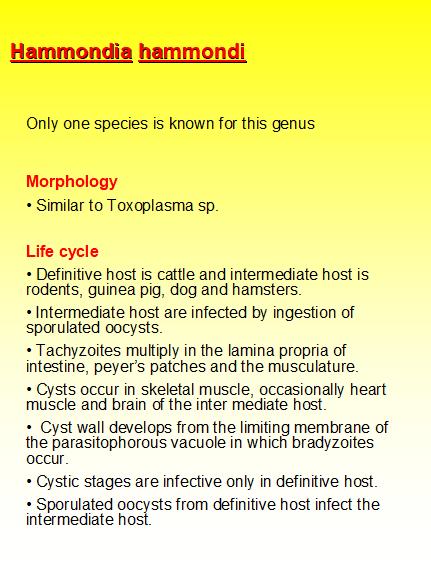 Hammondia hammondi
Only one species is known for this genus
Morphology
• Similar to Toxoplasma sp.
Life cycle
• Definitive host is cattle and intermediate host is
rodents, guinea pig, dog and hamsters.
• Intermediate host are infected by ingestion of
sporulated oocysts.
• Tachyzoites multiply in the lamina propria of
intestine, peyer's patches and the musculature.
• Cysts occur in skeletal muscle, occasionally heart
muscle and brain of the inter mediate host.
• Cyst wall develops from the limiting membrane of
the parasitophorous vacuole in which bradyzoites
occur.
• Cystic stages are infective only in definitive host.
• Sporulated oocysts from definitive host infect the
intermediate host.